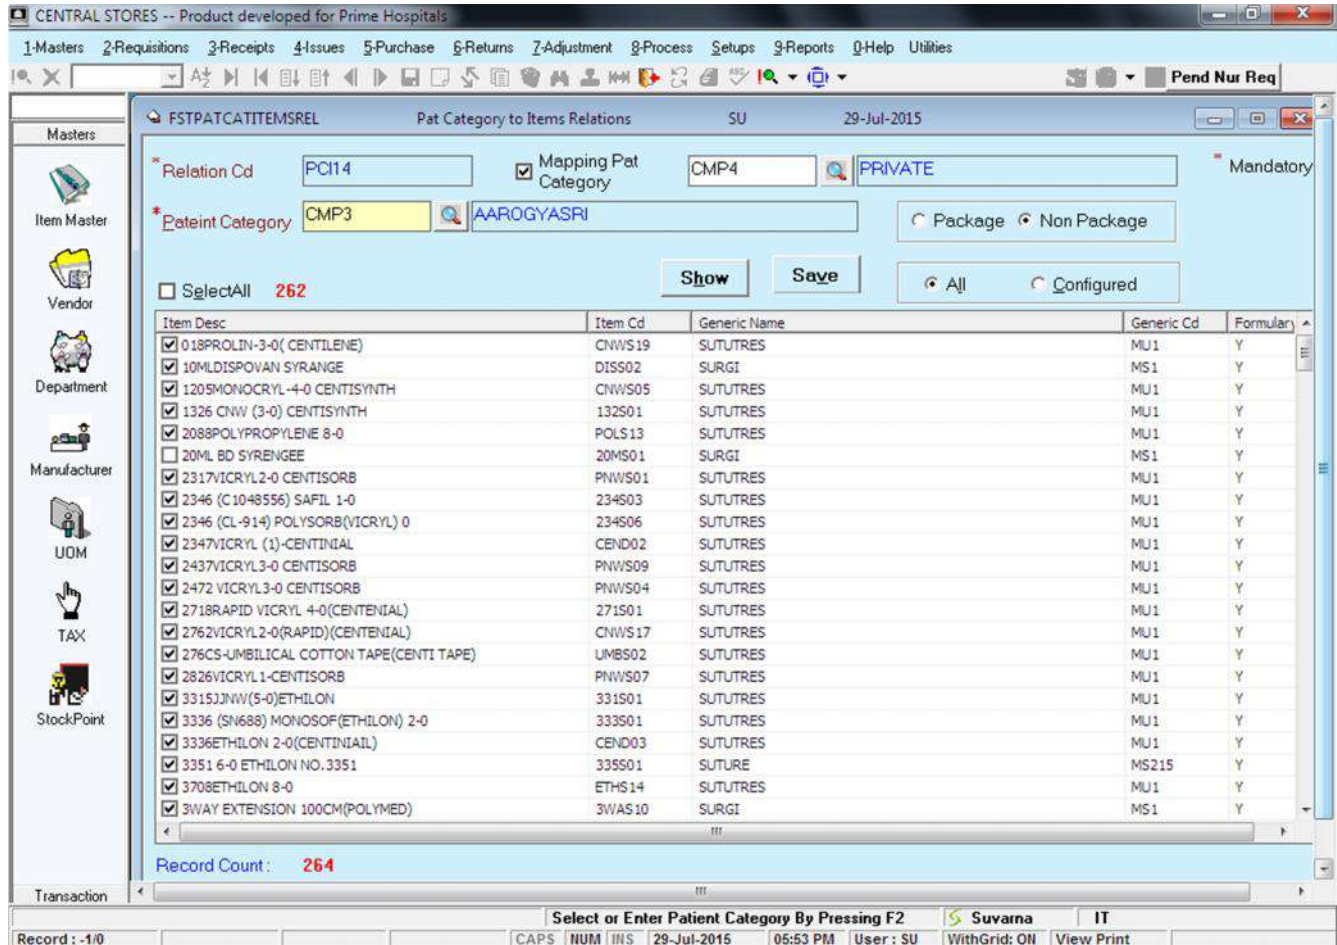 CENTRAL STORES -- Product developed for Prime Hospitals
1-Masters 2-Requisitions 3-Receipts 4-Issues 5-Purchase 6-Returns 7-Adjustment 8-Process Setups 9-Reports 0-Help Utilities
Pend Nur Req
Masters
Item Master
Vendor
Department
Manufacturer
UOM
TAX
StockPoint
Transaction
FSTPATCATITEMSREL Pat Category to Items Relations SU 29-Jul-2015
*Relation Cd PCI14 Mapping Pat Category CMP4 PRIVATE * Mandatory
*Pateint Category CMP3 AAROGYASRI Package Non Package
SelectAll 262 Show Save All Configured
Item Desc Item Cd Generic Name Generic Cd Formulary
018PROLIN-3-0( CENTILENE) CNWS19 SUTUTRES MU1 Y
10MLDISPOVAN SYRANGE DISS02 SURGI MS1 Y
1205MONOCRYL-4-0 CENTISYNTH CNWS05 SUTUTRES MU1 Y
1326 CNW (3-0) CENTISYNTH 132S01 SUTUTRES MU1 Y
2088POLYPROPYLENE 8-0 POLS13 SUTUTRES MU1 Y
20ML BD SYRENGEE 20MS01 SURGI MS1 Y
2317VICRYL2-0 CENTISORB PNWS01 SUTUTRES MU1 Y
2346 (C1048556) SAFIL 1-0 234S03 SUTUTRES MU1 Y
2346 (CL-914) POLYSORB(VICRYL) 0 234S06 SUTUTRES MU1 Y
2347VICRYL (1)-CENTINIAL CEND02 SUTUTRES MU1 Y
2437VICRYL3-0 CENTISORB PNWS09 SUTUTRES MU1 Y
2472 VICRYL3-0 CENTISORB PNWS04 SUTUTRES MU1 Y
2718RAPID VICRYL 4-0(CENTENIAL) 271S01 SUTUTRES MU1 Y
2762VICRYL2-0(RAPID)(CENTENIAL) CNWS17 SUTUTRES MU1 Y
276CS-UMBILICAL COTTON TAPE(CENTI TAPE) UMBS02 SUTUTRES MU1 Y
2826VICRYL1-CENTISORB PNWS07 SUTUTRES MU1 Y
3315JJNW(5-0)ETHILON 331S01 SUTUTRES MU1 Y
3336 (SN688) MONOSOF(ETHILON) 2-0 333S01 SUTUTRES MU1 Y
3336ETHILON 2-0(CENTINIAIL) CEND03 SUTUTRES MU1 Y
3351 6-0 ETHILON NO.3351 335S01 SUTURE MS215 Y
3708ETHILON 8-0 ETHS14 SUTUTRES MU1 Y
3WAY EXTENSION 100CM(POLYMED) 3WAS10 SURGI MS1 Y
Record Count : 264
Select or Enter Patient Category By Pressing F2 Suvarna IT
Record : -1/0 CAPS NUM INS 29-Jul-2015 05:53 PM User : SU WithGrid: ON View Print